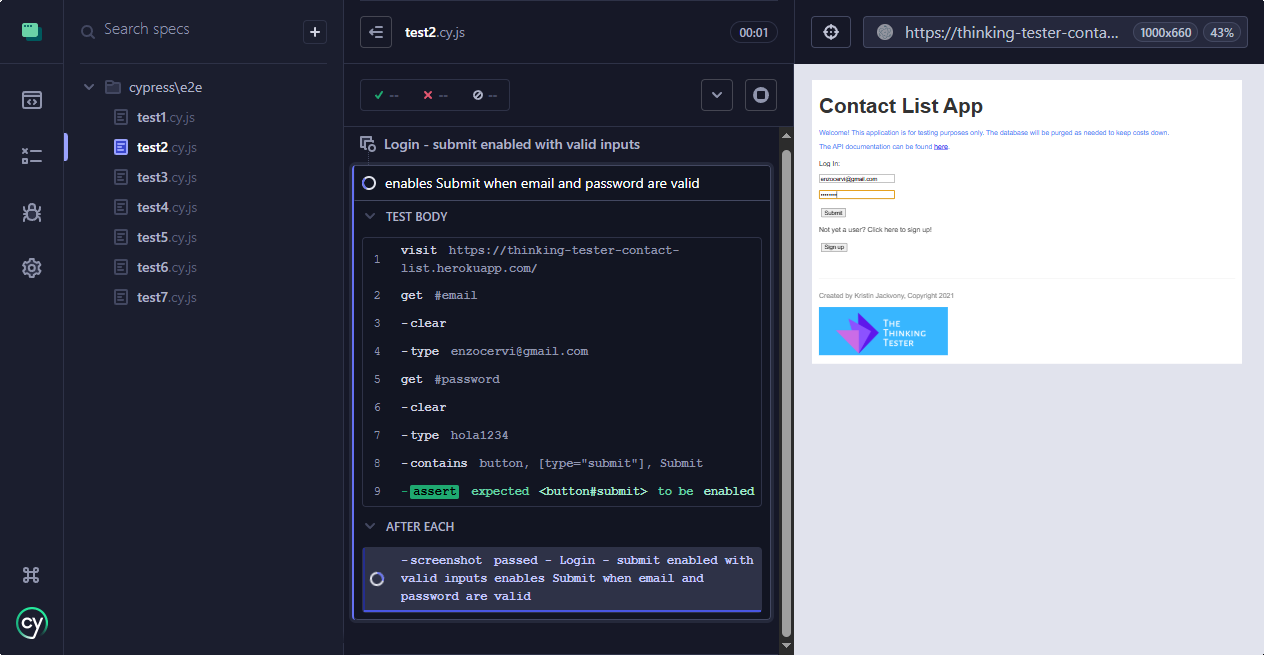 Search specs
+
cypress\e2e
test1.cy.js
test2.cy.js
test3.cy.js
test4.cy.js
test5.cy.js
test6.cy.js
test7.cy.js
cy
test2.cy.js
00:01
-- -- --
Login - submit enabled with valid inputs
enables Submit when email and password are valid
TEST BODY
1 visit https://thinking-tester-contact-
list.herokuapp.com/
2 get #email
3 -clear
4 -type enzocervi@gmail.com
5 get #password
6 -clear
7 -type hola1234
8 -contains button, [type="submit"], Submit
9 -assert expected <button#submit> to be enabled
AFTER EACH
-screenshot passed - Login - submit enabled with
valid inputs enables Submit when email and
password are valid
https://thinking-tester-conta... 1000x660 43%
Contact List App
Welcome! This application is for testing purposes only. The database will be purged as needed to keep costs down.
The API documentation can be found here.
Log In:
enzocervi@gmail.com
••••••••
Submit
Not yet a user? Click here to sign up!
Sign up
Created by Kristin Jackvony, Copyright 2021
THE
THINKING
TESTER